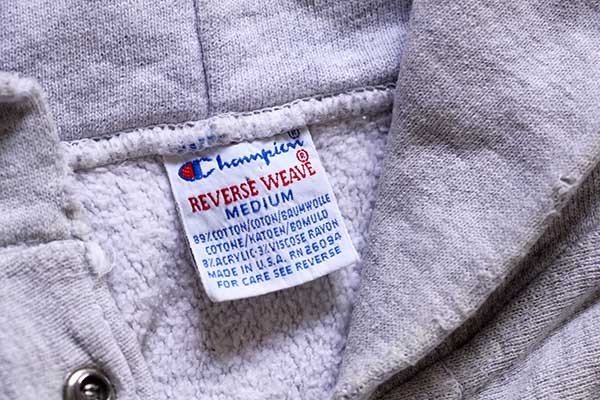 Champion®
REVERSE WEAVE®
MEDIUM
89% COTTON/COTON/BAUMWOLLE
COTONE/KATOEN/BOMULD
8% ACRYLIC-3% VISCOSE RAYON
MADE IN U.S.A. RN 26094
FOR CARE SEE REVERSE